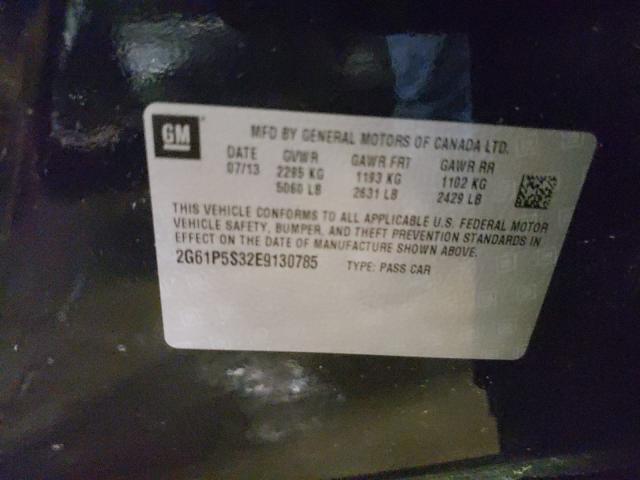 GM
MFD BY GENERAL MOTORS OF CANADA LTD.
DATE GVWR GAWR FRT GAWR RR
07/13 2295 KG 1193 KG 1102 KG
5060 LB 2631 LB 2429 LB
THIS VEHICLE CONFORMS TO ALL APPLICABLE U.S. FEDERAL MOTOR
VEHICLE SAFETY, BUMPER, AND THEFT PREVENTION STANDARDS IN
EFFECT ON THE DATE OF MANUFACTURE SHOWN ABOVE.
2G61P5S32E9130785 TYPE: PASS CAR